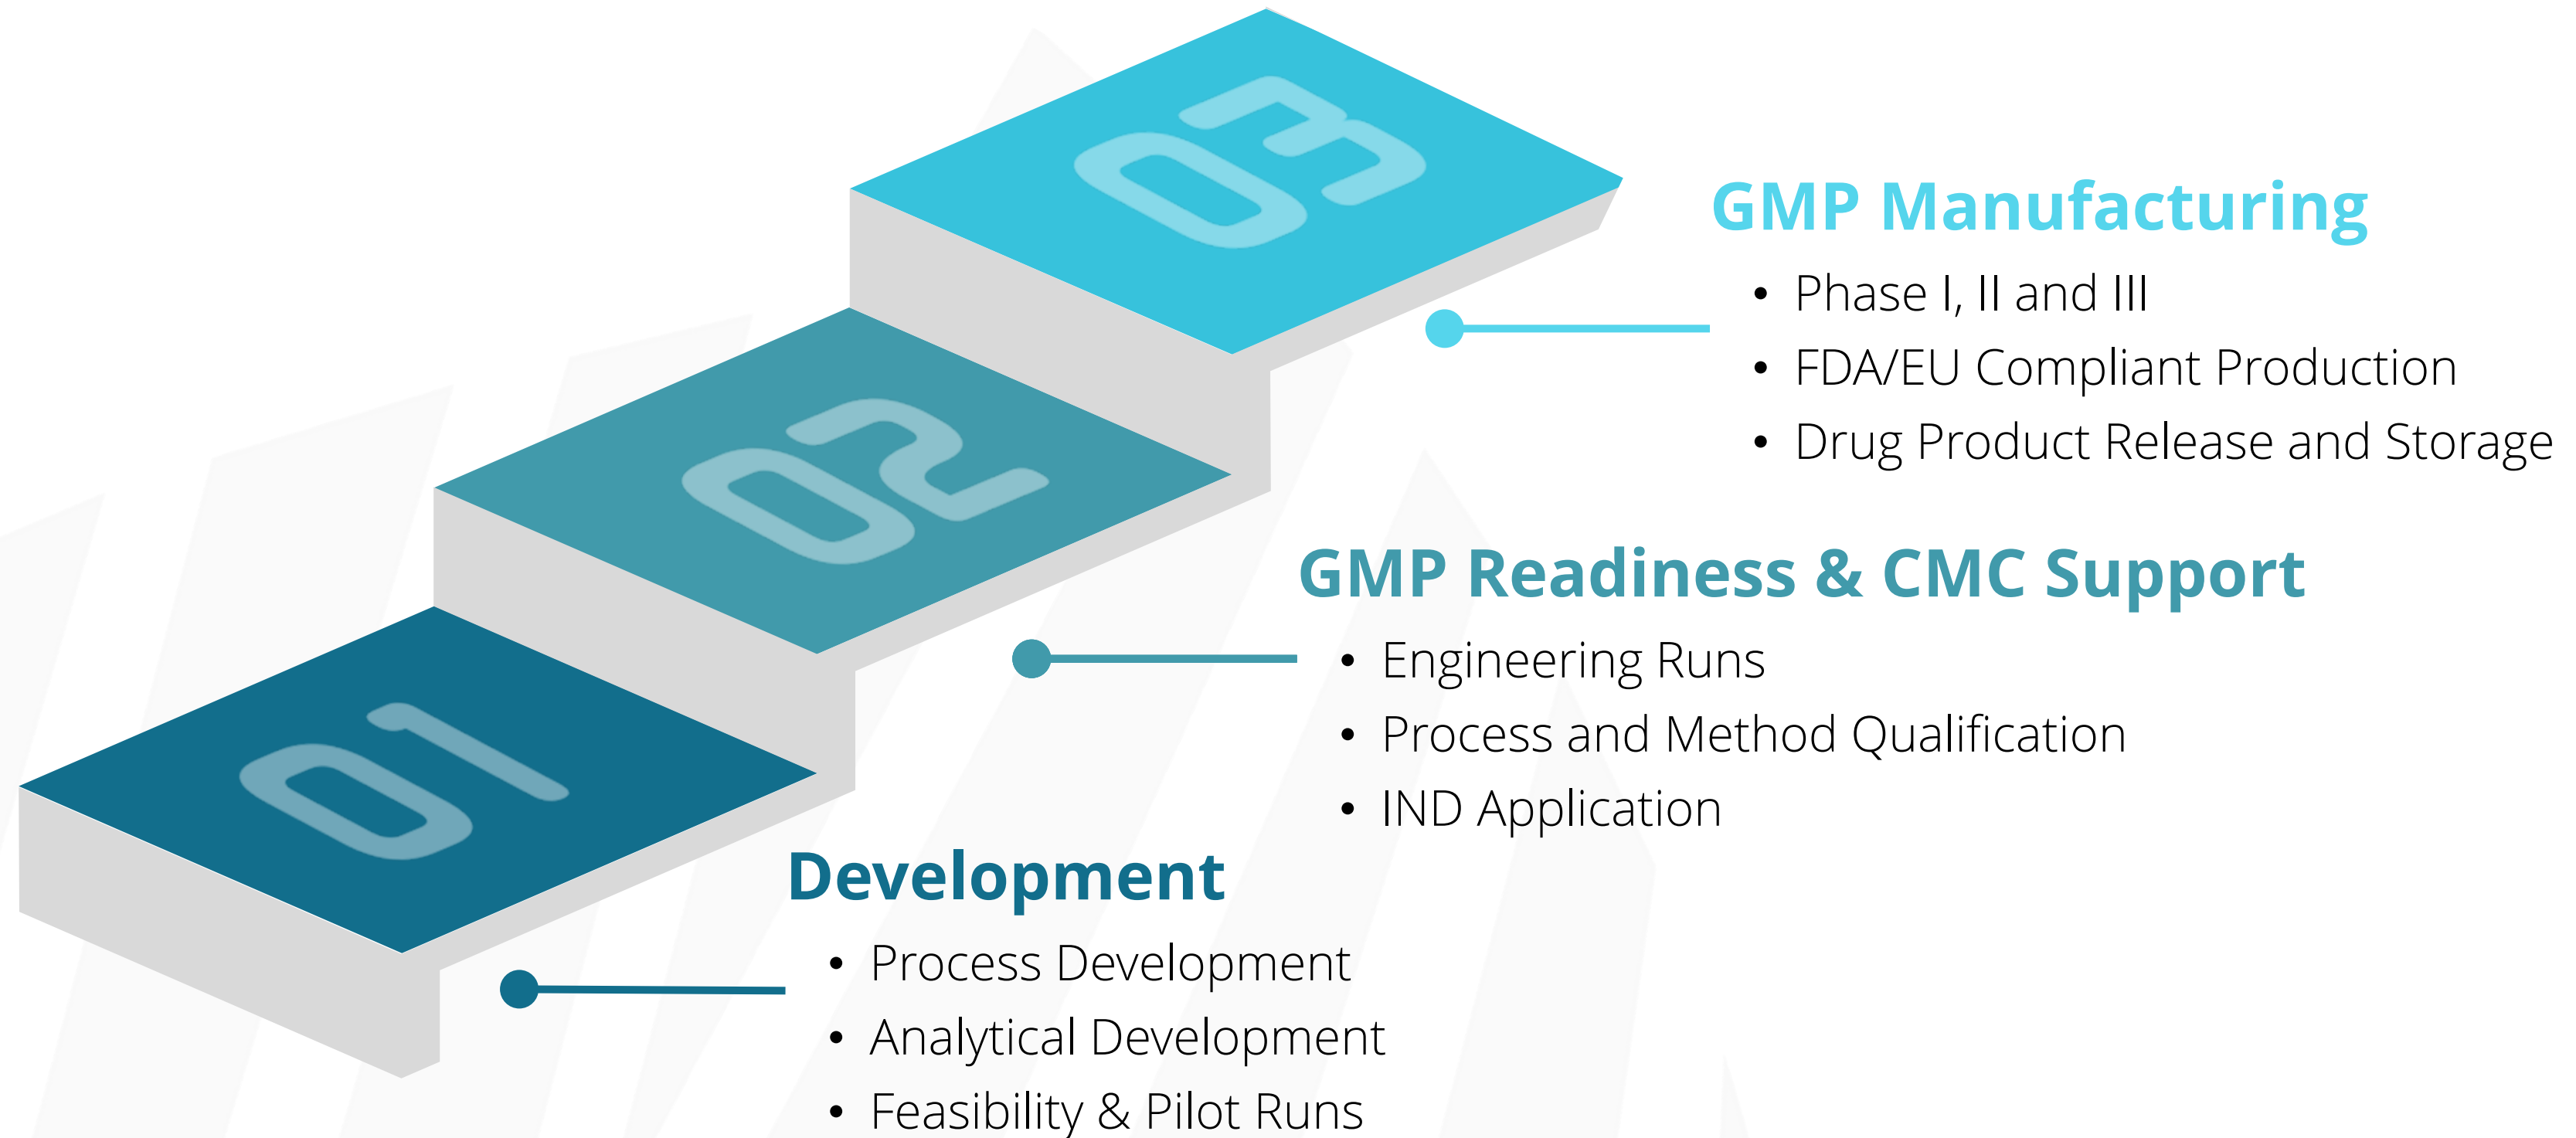 03
GMP Manufacturing
• Phase I, II and III
• FDA/EU Compliant Production
• Drug Product Release and Storage
02
GMP Readiness & CMC Support
• Engineering Runs
• Process and Method Qualification
• IND Application
01
Development
• Process Development
• Analytical Development
• Feasibility & Pilot Runs